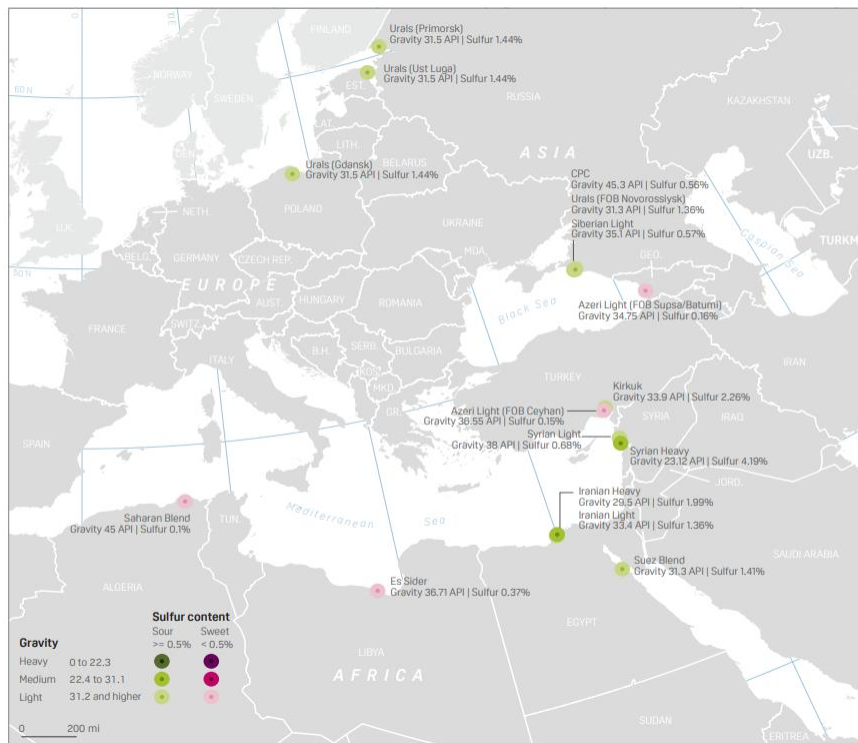 0
DE
FINLAND
Urals (Primorsk)
Gravity 31.5 API | Sulfur 1.44%
Urals (Ust Luga)
Gravity 31.5 API | Sulfur 1.44%
EST.
NORWAY
SWEDEN
60 N
RUSSIA
KAZAKHSTAN
LAT.
LITH.
ASIA
UZB.
DEN.
BELARUS
Urals (Gdansk)
Gravity 31.5 API | Sulfur 1.44%
CPC
Gravity 45.3 API | Sulfur 0.56%
Urals (FOB Novorossiysk)
Gravity 31.3 API | Sulfur 1.36%
Siberian Light
Gravity 35.1 API | Sulfur 0.57%
U.K.
NETH.
POLAND
UKRAINE
Caspian Sea
TURKM
BELG.
GERMANY
CZECH REP.
MDA.
GEO.
50 N
EUROPE
AUST.
HUNGARY
ROMANIA
Black Sea
Azeri Light (FOB Supsa/Batumi)
Gravity 34.75 API | Sulfur 0.16%
FRANCE
SWITZ.
B.H.
SERB.
BULGARIA
ITALY
KOS.
MKD.
IRAN
TURKEY
Kirkuk
Gravity 33.9 API | Sulfur 2.26%
GR.
Azeri Light (FOB Ceyhan)
Gravity 36.55 API | Sulfur 0.15%
SYRIA
IRAQ
SPAIN
Syrian Light
Gravity 38 API | Sulfur 0.68%
Syrian Heavy
Gravity 23.12 API | Sulfur 4.19%
JORD.
Iranian Heavy
Gravity 29.5 API | Sulfur 1.99%
Iranian Light
Gravity 33.4 API | Sulfur 1.36%
Mediterranean Sea
Saharan Blend
Gravity 45 API | Sulfur 0.1%
TUN.
SAUDI ARABIA
Suez Blend
Gravity 31.3 API | Sulfur 1.41%
Es Sider
Gravity 36.71 API | Sulfur 0.37%
ALGERIA
EGYPT
LIBYA
AFRICA
SUDAN
ERITREA
Sulfur content
Gravity
Sour
>= 0.5%
Sweet
< 0.5%
Heavy 0 to 22.3
Medium 22.4 to 31.1
Light 31.2 and higher
0 200 mi